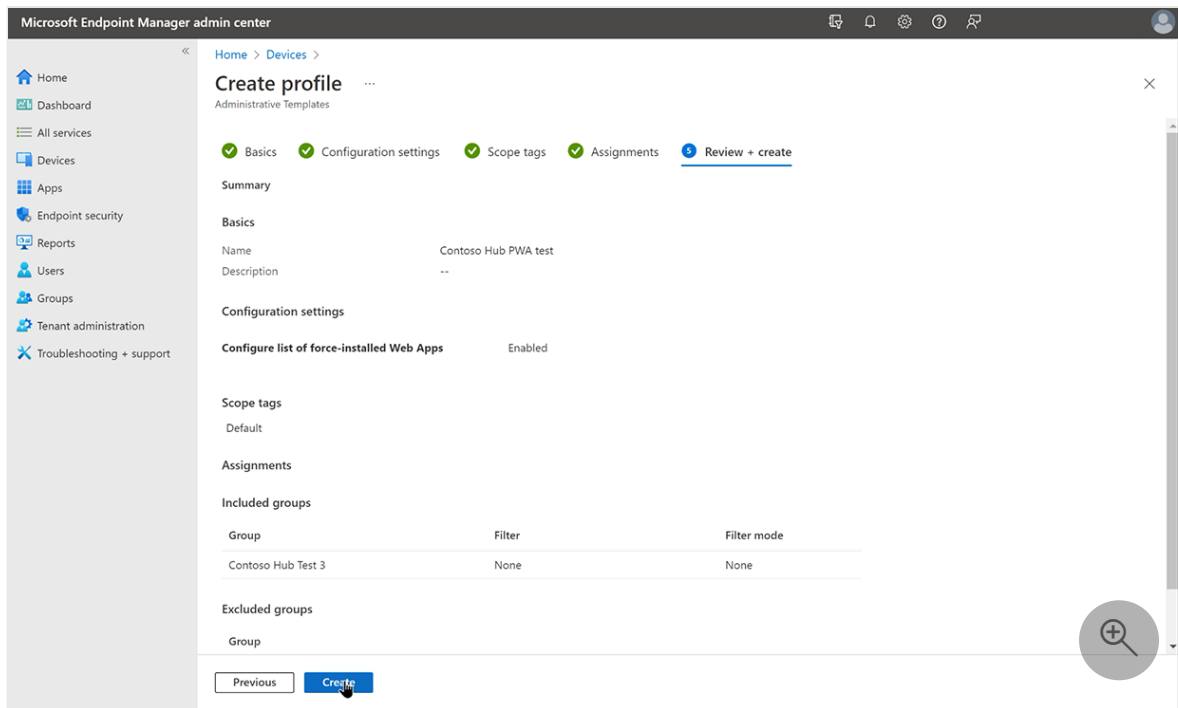 Microsoft Endpoint Manager admin center
Home > Devices >
Create profile ...
Administrative Templates
Home
Dashboard
All services
Devices
Apps
Endpoint security
Reports
Users
Groups
Tenant administration
Troubleshooting + support
Basics Configuration settings Scope tags Assignments 5 Review + create
Summary
Basics
Name Contoso Hub PWA test
Description --
Configuration settings
Configure list of force-installed Web Apps Enabled
Scope tags
Default
Assignments
Included groups
Group Filter Filter mode
Contoso Hub Test 3 None None
Excluded groups
Group
Previous Create